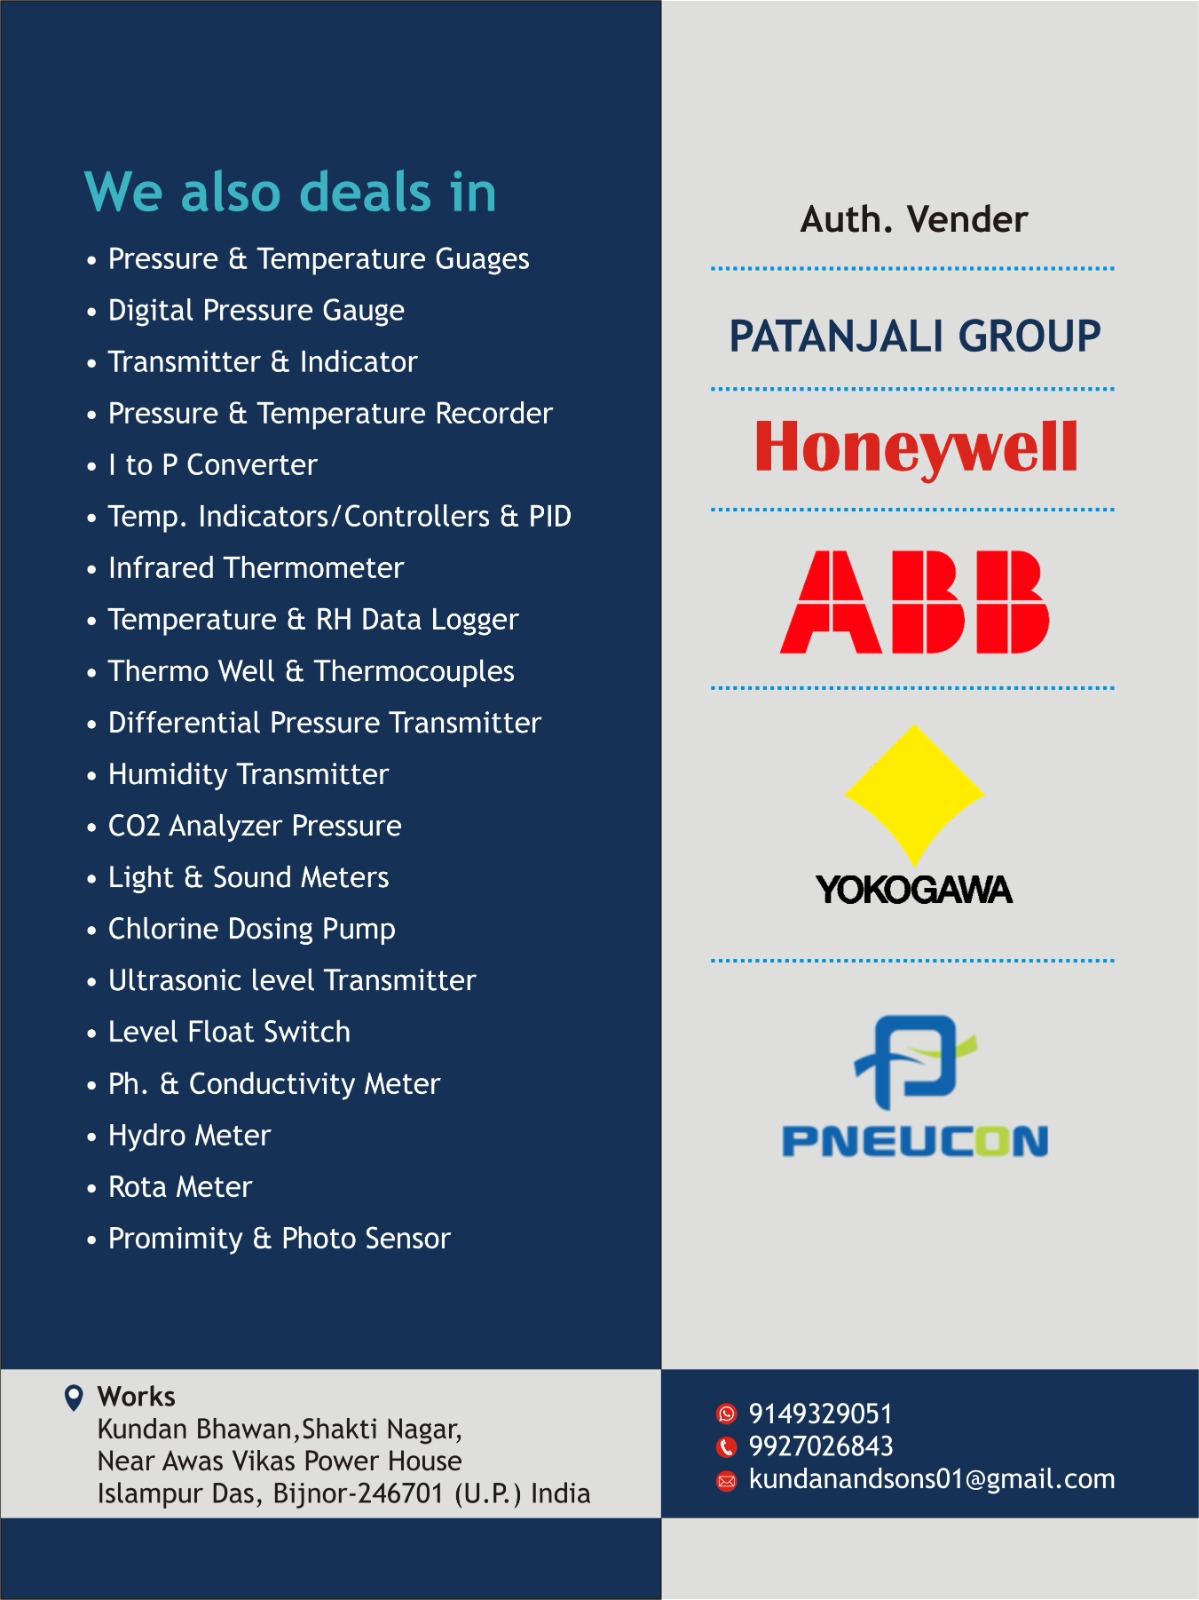 We also deals in
• Pressure & Temperature Guages
• Digital Pressure Gauge
• Transmitter & Indicator
• Pressure & Temperature Recorder
• I to P Converter
• Temp. Indicators/Controllers & PID
• Infrared Thermometer
• Temperature & RH Data Logger
• Thermo Well & Thermocouples
• Differential Pressure Transmitter
• Humidity Transmitter
• CO2 Analyzer Pressure
• Light & Sound Meters
• Chlorine Dosing Pump
• Ultrasonic level Transmitter
• Level Float Switch
• Ph. & Conductivity Meter
• Hydro Meter
• Rota Meter
• Promimity & Photo Sensor
Auth. Vender
PATANJALI GROUP
Honeywell
ABB
YOKOGAWA
PNEUCON
Works
Kundan Bhawan,Shakti Nagar,
Near Awas Vikas Power House
Islampur Das, Bijnor-246701 (U.P.) India
9149329051
9927026843
kundanandsons01@gmail.com